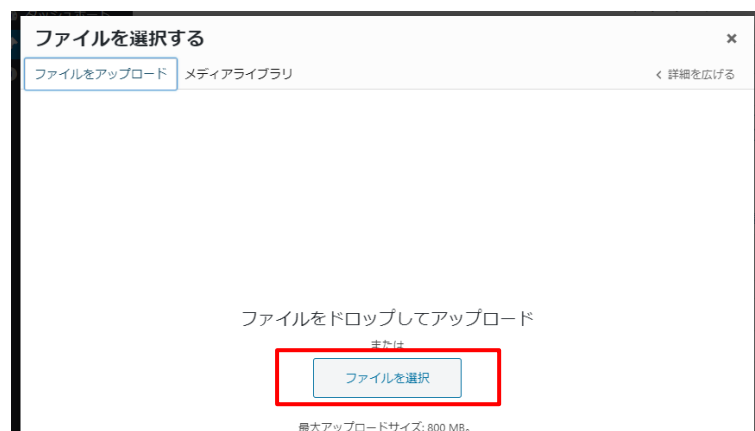 ファイルを選択する
ファイルをアップロード メディアライブラリ 詳細を広げる
ファイルをドロップしてアップロード
または
ファイルを選択
最大アップロードサイズ: 800 MB。